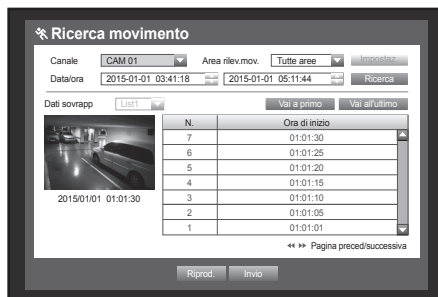 Ricerca movimento
Canale CAM 01 Area rilev.mov. Tutte aree Impostaz.
Data/ora 2015-01-01 03:41:18 2015-01-01 05:11:44 Ricerca
Dati sovrapp List1 Vai a primo Vai all'ultimo
N. Ora di inizio
7 01:01:30
6 01:01:25
5 01:01:20
4 01:01:15
3 01:01:10
2 01:01:05
1 01:01:01
2015/01/01 01:01:30
Pagina preced/successiva
Riprod. Invio